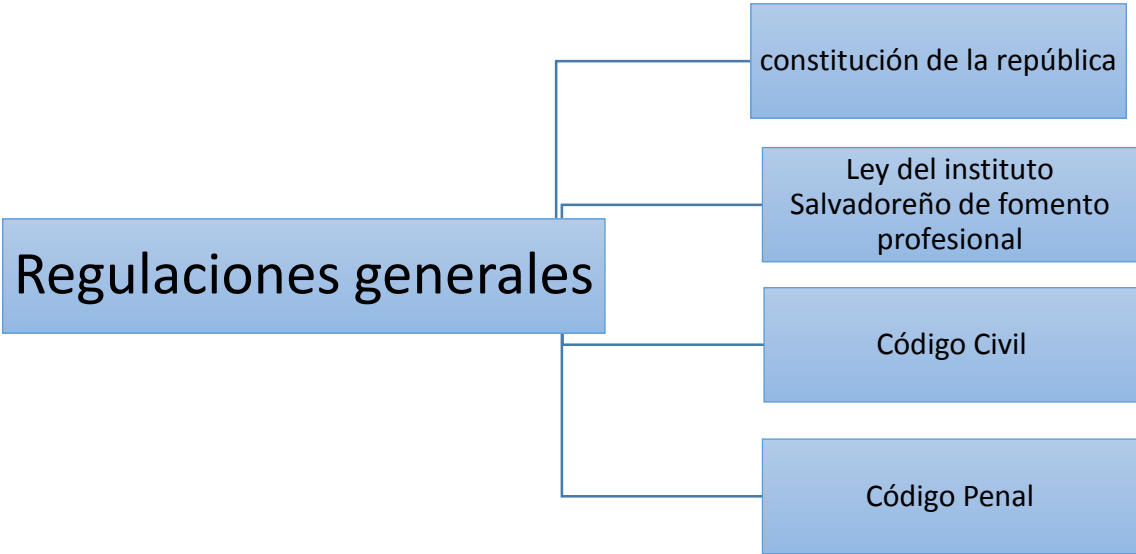 constitución de la república
Ley del instituto
Salvadoreño de fomento
profesional
Regulaciones generales
Código Civil
Código Penal